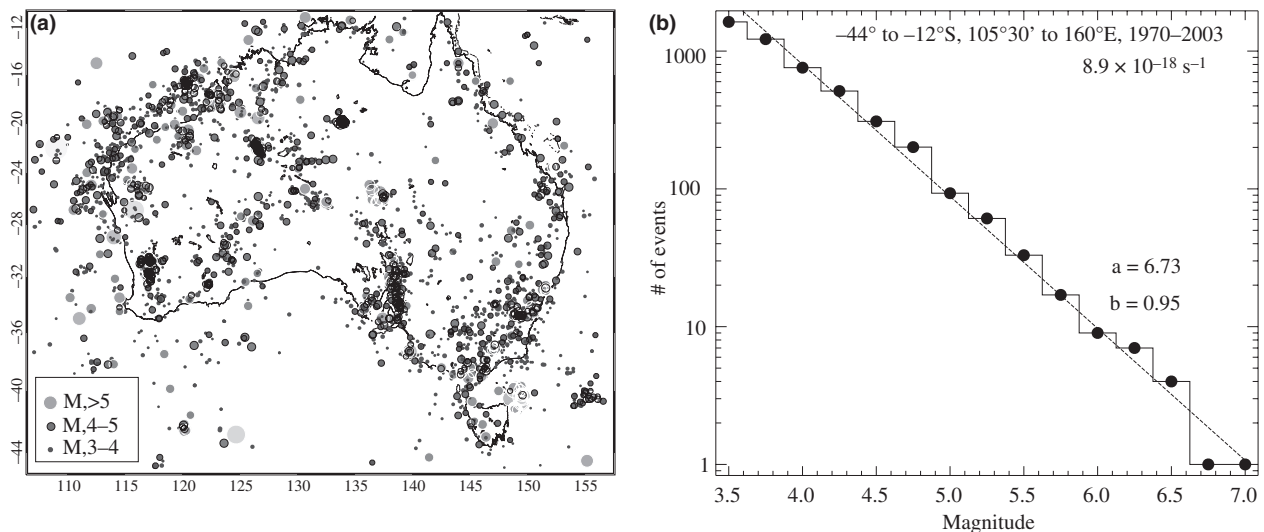 (a)
−12
−16
−20
−24
−28
−32
−36
−40
−44
M,>5
M,4–5
M,3–4
110 115 120 125 130 135 140 145 150 155
(b)
−44° to −12°S, 105°30’ to 160°E, 1970–2003
8.9 × 10⁻¹⁸ s⁻¹
1000
100
10
1
# of events
a = 6.73
b = 0.95
3.5 4.0 4.5 5.0 5.5 6.0 6.5 7.0
Magnitude